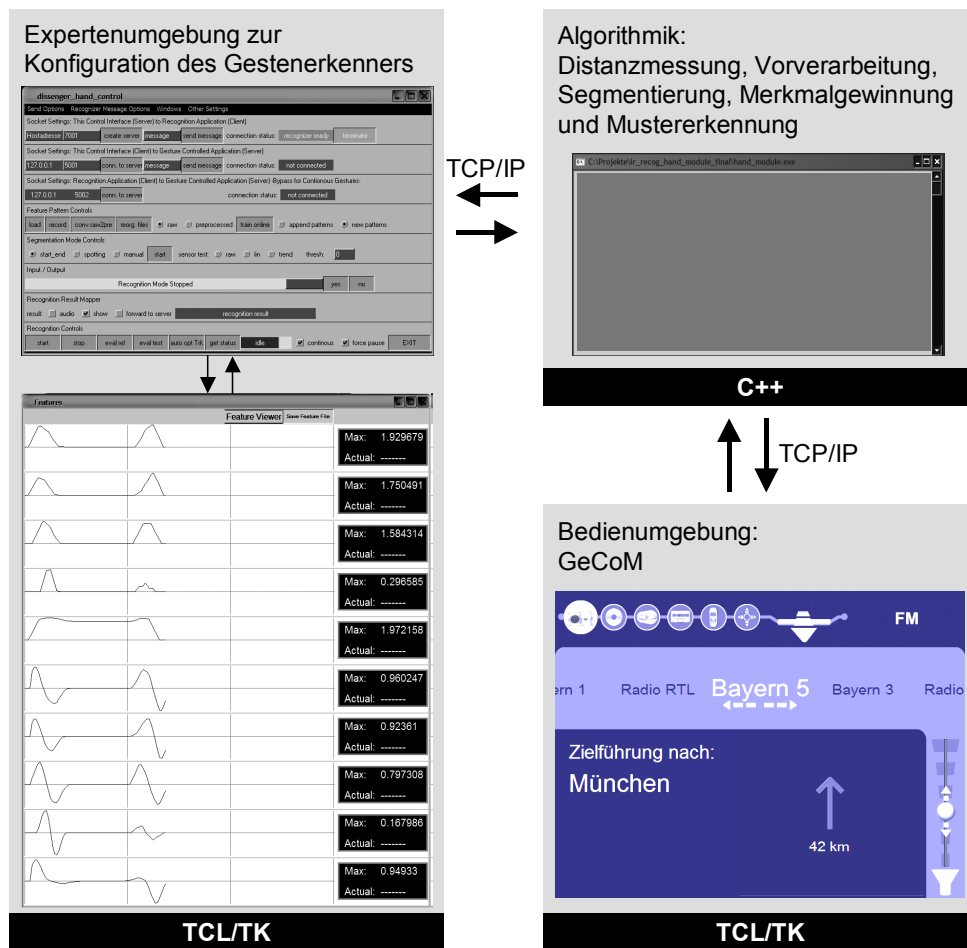 Expertenumgebung zur
Konfiguration des Gestenerkenners
dissenger_hand_control
Send Options Recognizer Message Options Windows Other Settings
Socket Settings: This Control Interface (Server) to Recognition Application (Client)
Hostadresse 7001 create server message send message connection status: recognizer ready terminate
Socket Settings: This Control Interface (Client) to Gesture Controlled Application (Server)
127.0.0.1 5001 conn. to server message send message connection status: not connected
Socket Settings: Recognition Application (Client) to Gesture Controlled Application (Server) -Bypass for Contionous Gestures-
127.0.0.1 5002 conn. to server connection status: not connected
Feature Pattern Controls
load record conv.raw2pre reorg. files raw preprocessed train online append patterns new patterns
Segmentation Mode Controls
start_end spotting manual start sensor test: raw lin trend thresh: 0
Input / Output
Recognition Mode Stopped yes no
Recognition Result Mapper
result: audio show forward to server recognition result
Recognition Controls
start stop eval ref eval test auto opt Trk get status idle continous force pause EXIT
Features
Feature Viewer Save Feature File
Max: 1.929679
Actual: -------
Max: 1.750491
Actual: -------
Max: 1.584314
Actual: -------
Max: 0.296585
Actual: -------
Max: 1.972158
Actual: -------
Max: 0.960247
Actual: -------
Max: 0.92361
Actual: -------
Max: 0.797308
Actual: -------
Max: 0.167986
Actual: -------
Max: 0.94933
Actual: -------
TCL/TK
TCP/IP
Algorithmik:
Distanzmessung, Vorverarbeitung,
Segmentierung, Merkmalgewinnung
und Mustererkennung
C:\Projekte\ir_recog_hand_module_final\hand_module.exe
C++
TCP/IP
Bedienumgebung:
GeCoM
FM
ern 1 Radio RTL Bayern 5 Bayern 3 Radio
Zielführung nach:
München
42 km
TCL/TK